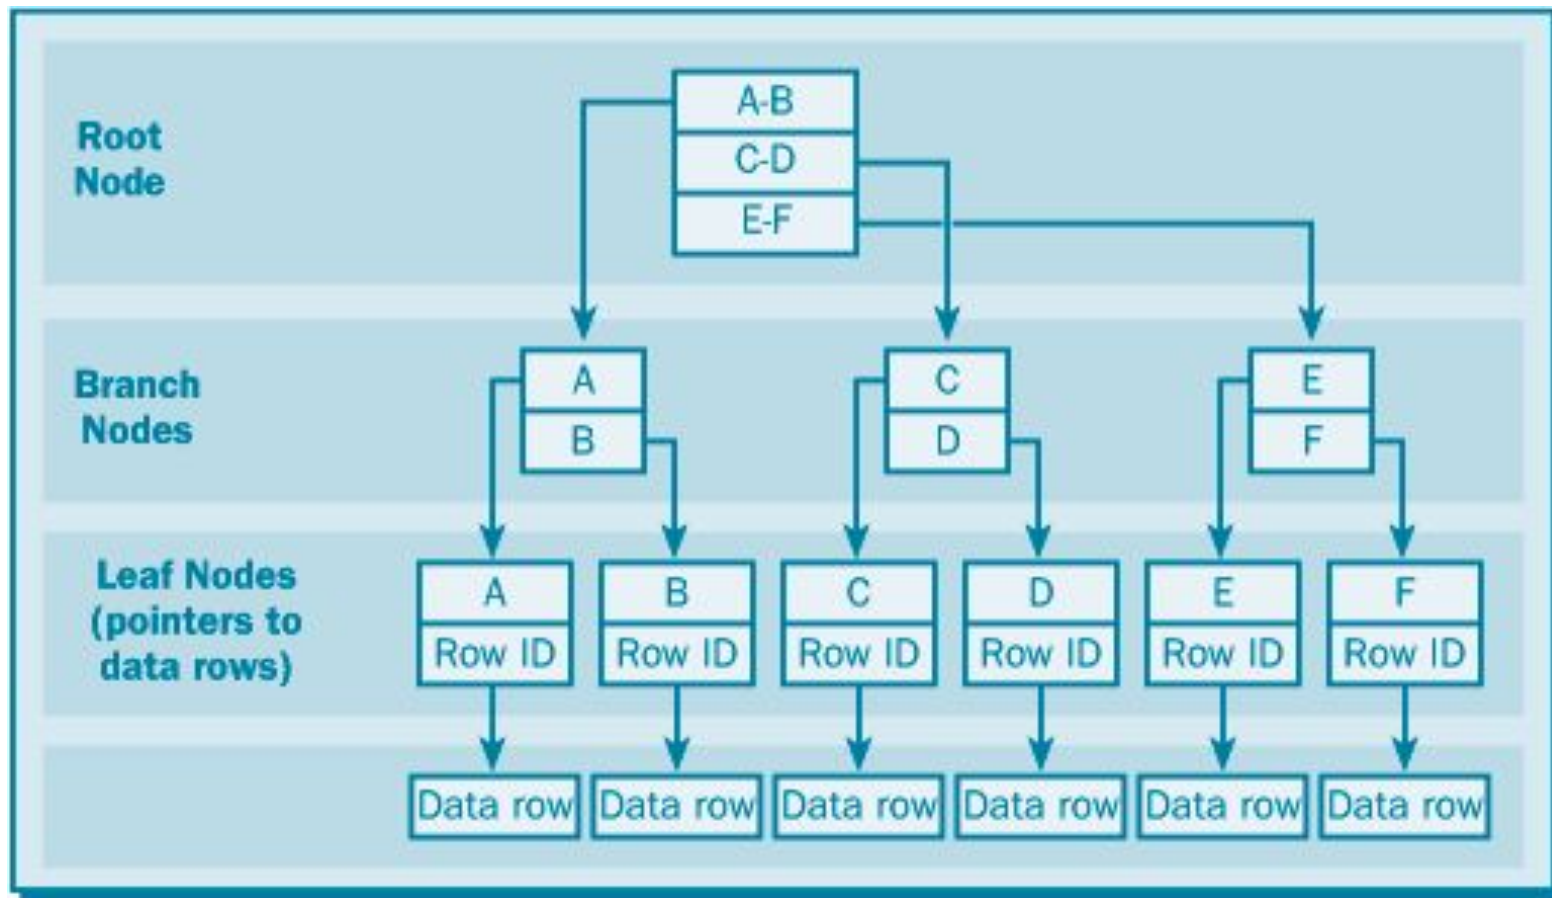 Root
Node
A-B
C-D
E-F
Branch
Nodes
A
B
C
D
E
F
Leaf Nodes
(pointers to
data rows)
A
Row ID
B
Row ID
C
Row ID
D
Row ID
E
Row ID
F
Row ID
Data row
Data row
Data row
Data row
Data row
Data row